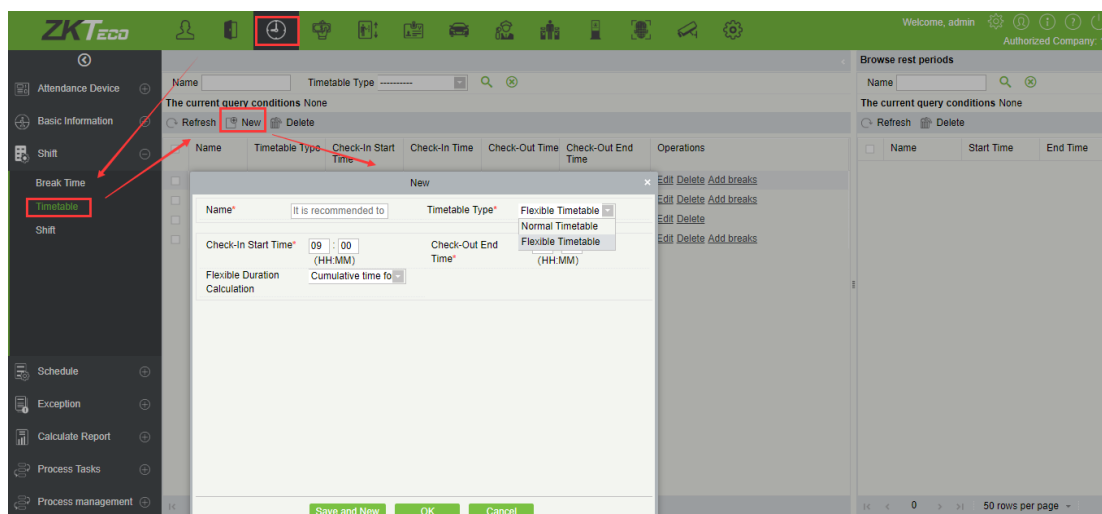 ZKTECO
Welcome, admin
Authorized Company:
Attendance Device
Basic Information
Shift
Break Time
Timetable
Shift
Schedule
Exception
Calculate Report
Process Tasks
Process management
Name Timetable Type ----------
The current query conditions None
Refresh New Delete
Name Timetable Type Check-In Start Time Check-In Time Check-Out Time Check-Out End Time Operations
Edit Delete Add breaks
Edit Delete Add breaks
Edit Delete
Edit Delete Add breaks
New
Name* It is recommended to Timetable Type* Flexible Timetable
Normal Timetable
Flexible Timetable
Check-In Start Time* 09 : 00 Check-Out End
(HH:MM) Time* (HH:MM)
Flexible Duration Cumulative time fo
Calculation
Save and New OK Cancel
Browse rest periods
Name
The current query conditions None
Refresh Delete
Name Start Time End Time
0 50 rows per page